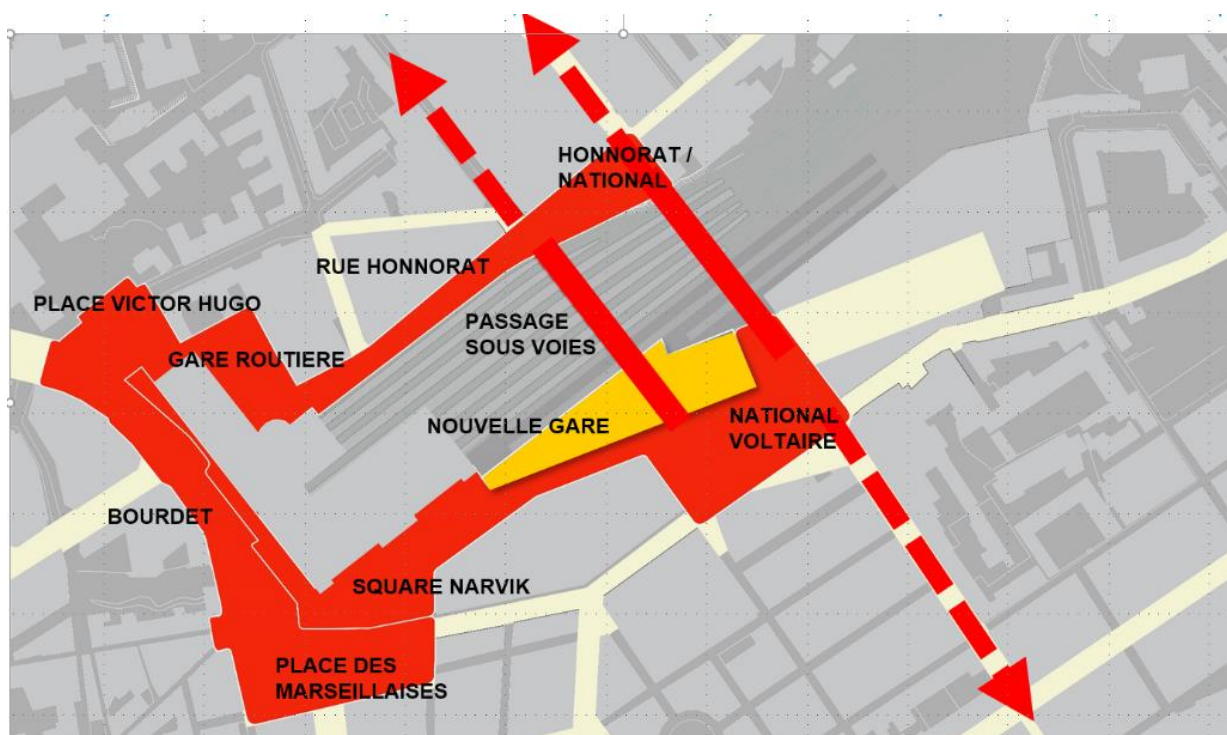 HONNORAT /
NATIONAL
RUE HONNORAT
PLACE VICTOR HUGO
PASSAGE
SOUS VOIES
GARE ROUTIERE
NOUVELLE GARE
NATIONAL
VOLTAIRE
BOURDET
SQUARE NARVIK
PLACE DES
MARSEILLAISES